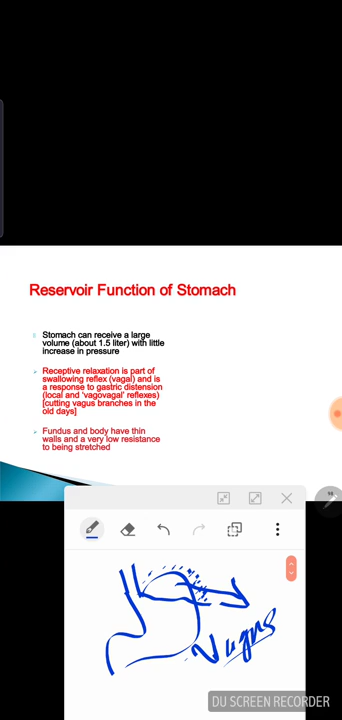 Reservoir Function of Stomach
Stomach can receive a large
volume (about 1.5 liter) with little
increase in pressure
Receptive relaxation is part of
swallowing reflex (vagal) and is
a response to gastric distension
(local and 'vagovagal' reflexes)
[cutting vagus branches in the
old days]
Fundus and body have thin
walls and a very low resistance
to being stretched
Vagus
DU SCREEN RECORDER